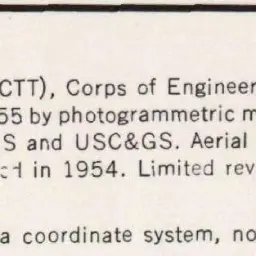 CTT), Corps of Engineer
55 by photogrammetric m
S and USC&GS. Aerial
in 1954. Limited rev
a coordinate system, no